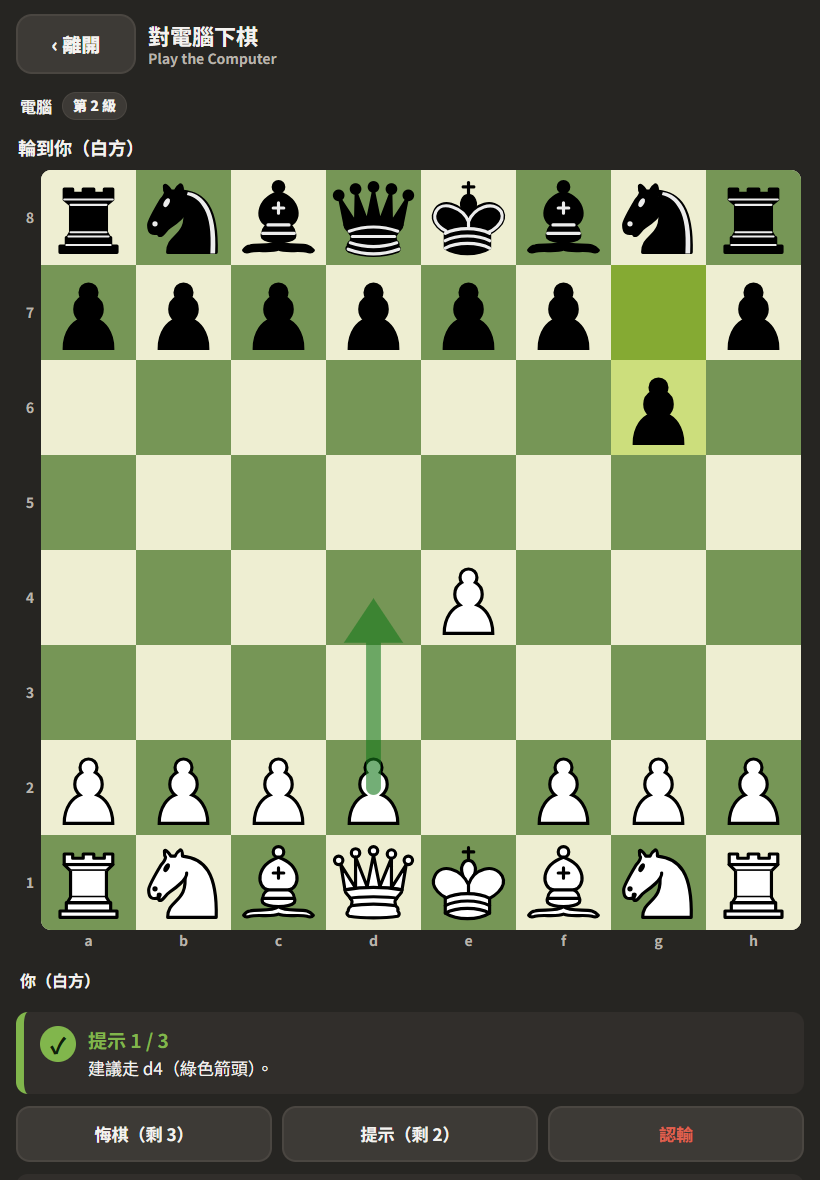 ‹ 離開
對電腦下棋
Play the Computer
電腦 第 2 級
輪到你（白方）
8
7
6
5
4
3
2
1
a b c d e f g h
你（白方）
✓ 提示 1 / 3
建議走 d4（綠色箭頭）。
悔棋（剩 3） 提示（剩 2） 認輸